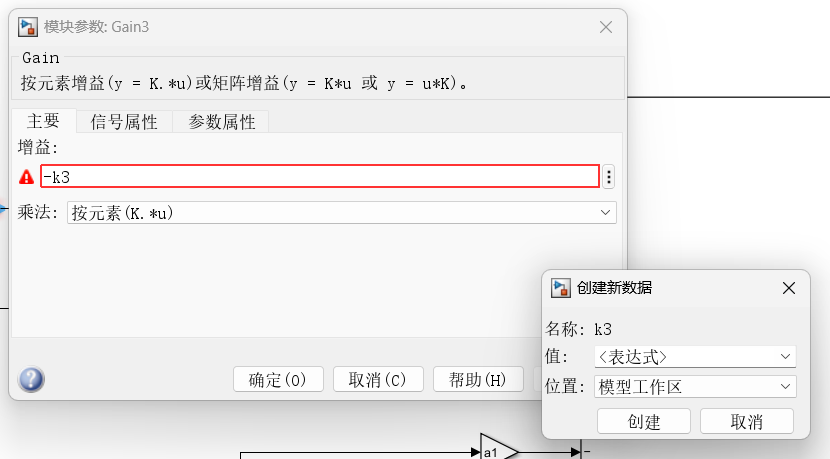 模块参数: Gain3
Gain
按元素增益(y = K.*u)或矩阵增益(y = K*u 或 y = u*K)。
主要 信号属性 参数属性
增益:
-k3
乘法: 按元素(K.*u)
确定(O) 取消(C) 帮助(H)
创建新数据
名称: k3
值: <表达式>
位置: 模型工作区
创建 取消
a1